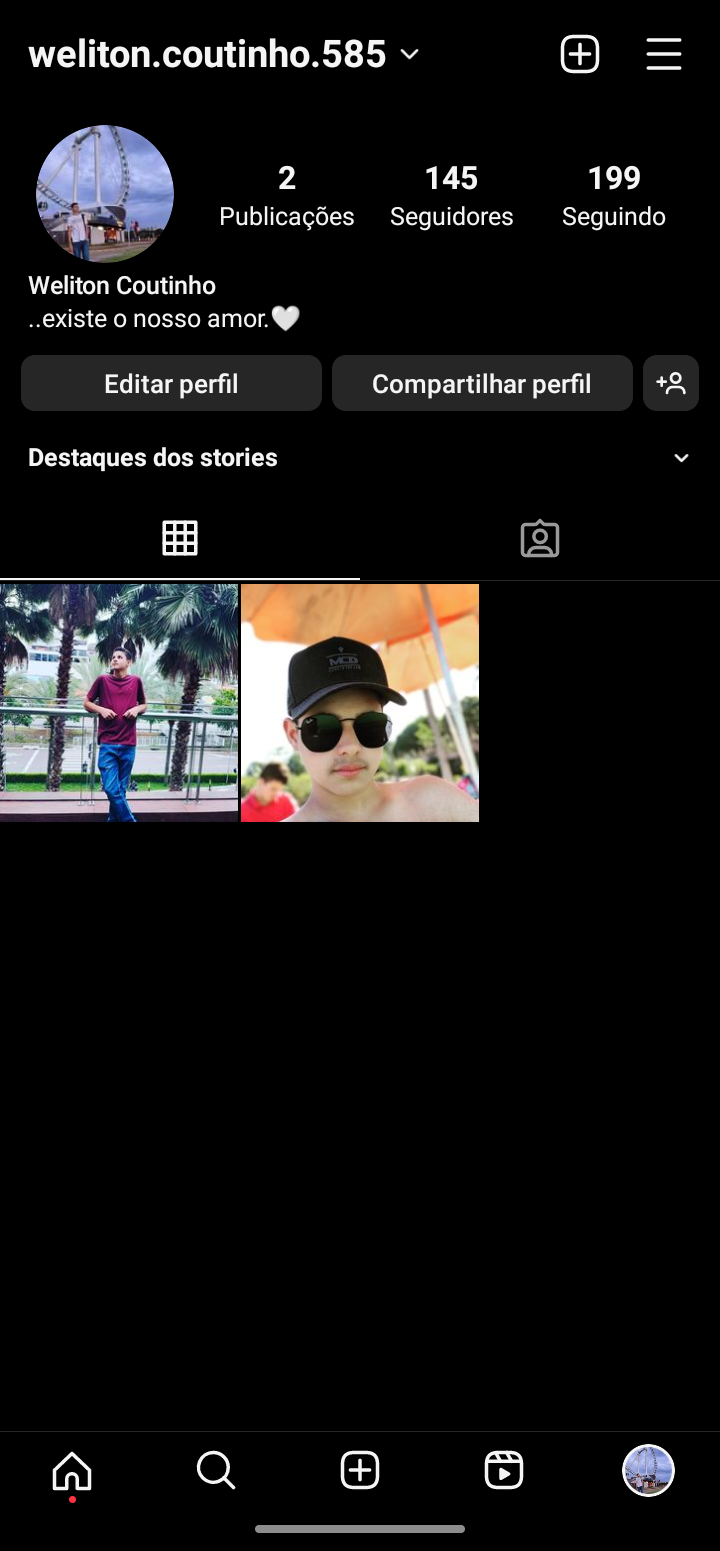 weliton.coutinho.585
2 145 199
Publicações Seguidores Seguindo
Weliton Coutinho
..existe o nosso amor.🤍
Editar perfil Compartilhar perfil
Destaques dos stories
MCD